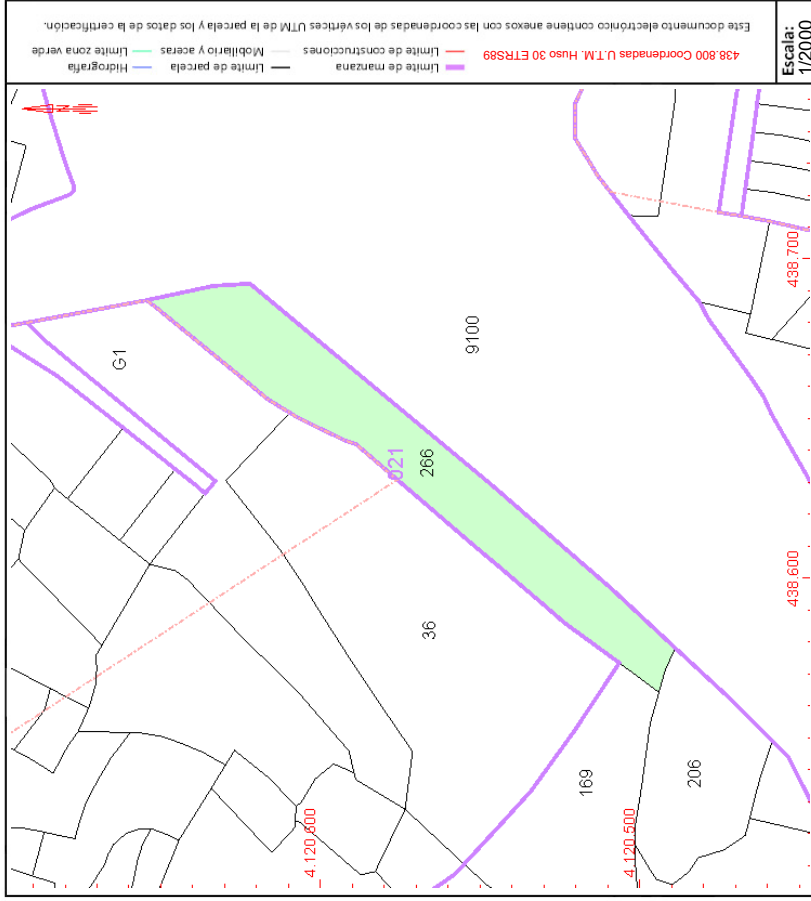 Este documento electrónico contiene anexos con las coordenadas de los vértices UTM de la parcela y los datos de la certificación.
438.800 Coordenadas U.T.M. Huso 30 ETRS89
Límite de manzana
Límite de construcciones
Límite de parcela
Mobiliario y aceras
Hidrografía
Límite zona verde
Escala:
1/2000
N
G1
9100
021
266
36
169
206
438.700
438.600
4.120.600
4.120.500